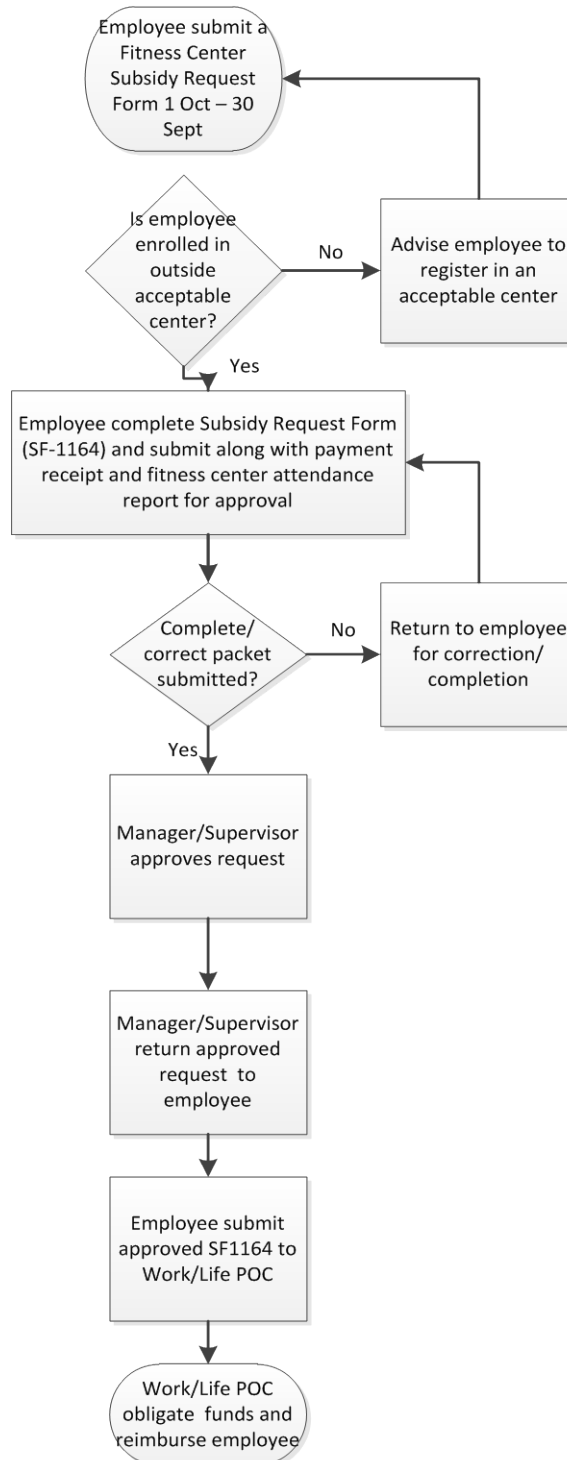 Employee submit a
Fitness Center
Subsidy Request
Form 1 Oct – 30
Sept
Is employee
enrolled in
outside
acceptable
center?
No
Advise employee to
register in an
acceptable center
Yes
Employee complete Subsidy Request Form
(SF-1164) and submit along with payment
receipt and fitness center attendance
report for approval
Complete/
correct packet
submitted?
No
Return to employee
for correction/
completion
Yes
Manager/Supervisor
approves request
Manager/Supervisor
return approved
request to
employee
Employee submit
approved SF1164 to
Work/Life POC
Work/Life POC
obligate funds and
reimburse employee